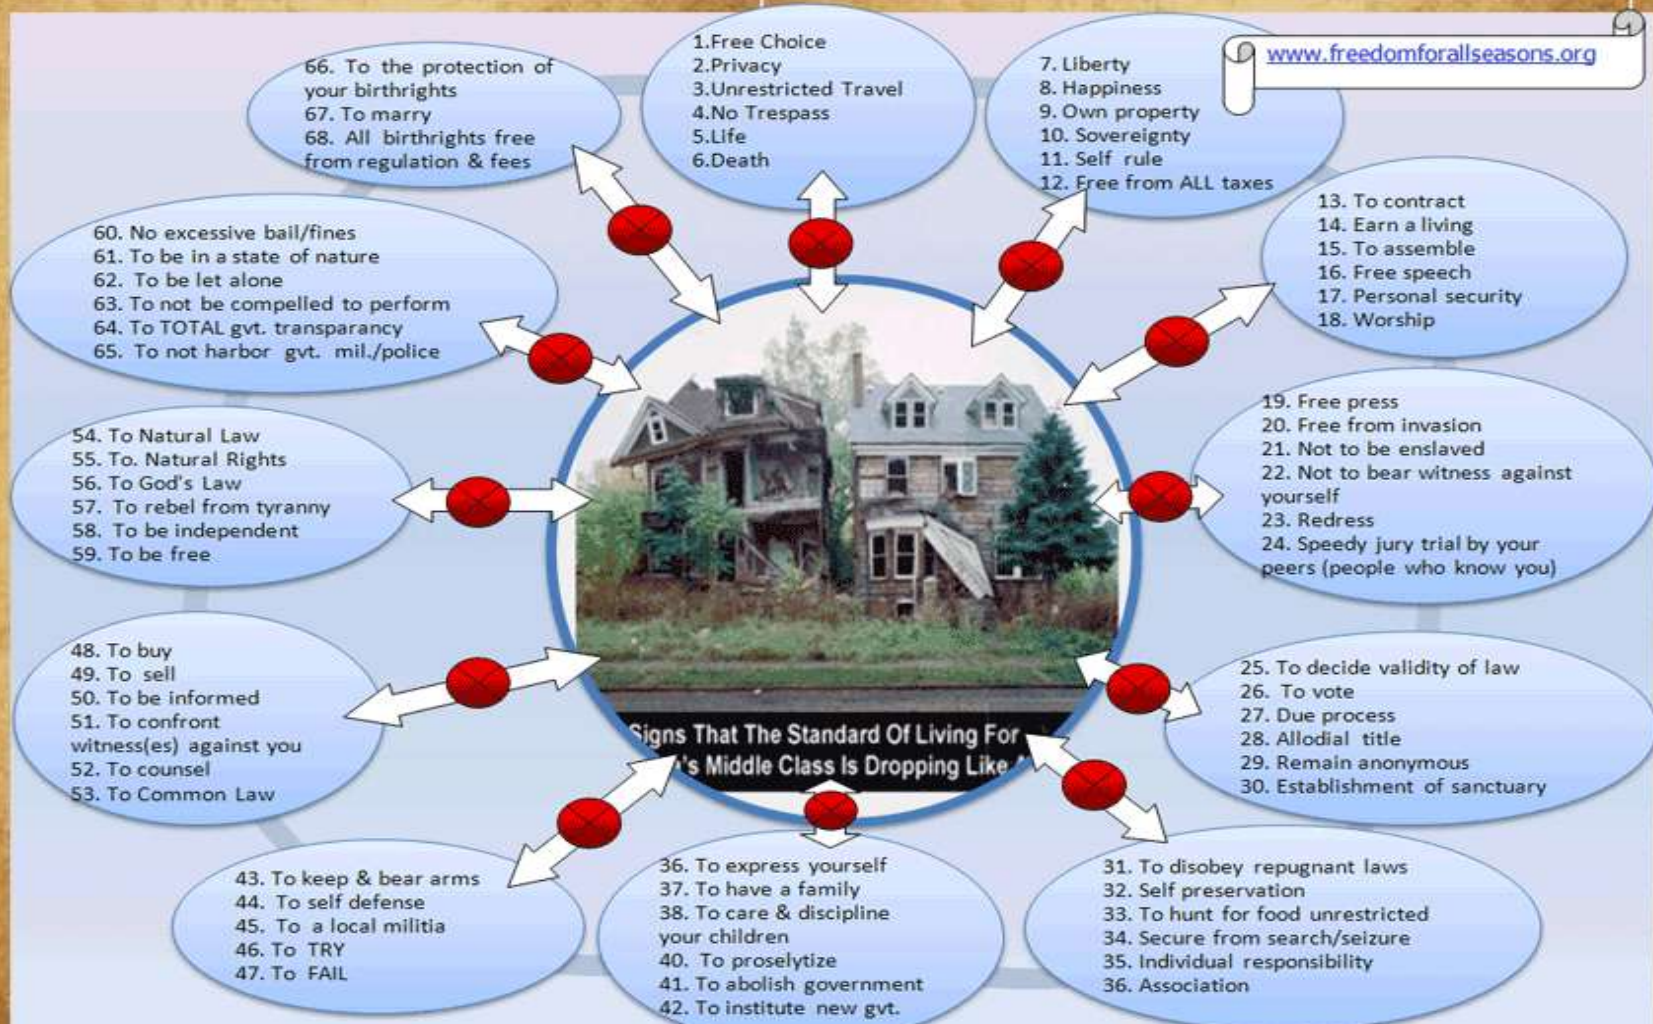 1.Free Choice
2.Privacy
3.Unrestricted Travel
4.No Trespass
5.Life
6.Death
7. Liberty
8. Happiness
9. Own property
10. Sovereignty
11. Self rule
12. Free from ALL taxes
www.freedomforallseasons.org
13. To contract
14. Earn a living
15. To assemble
16. Free speech
17. Personal security
18. Worship
19. Free press
20. Free from invasion
21. Not to be enslaved
22. Not to bear witness against
yourself
23. Redress
24. Speedy jury trial by your
peers (people who know you)
25. To decide validity of law
26. To vote
27. Due process
28. Allodial title
29. Remain anonymous
30. Establishment of sanctuary
31. To disobey repugnant laws
32. Self preservation
33. To hunt for food unrestricted
34. Secure from search/seizure
35. Individual responsibility
36. Association
36. To express yourself
37. To have a family
38. To care & discipline
your children
40. To proselytize
41. To abolish government
42. To institute new gvt.
43. To keep & bear arms
44. To self defense
45. To a local militia
46. To TRY
47. To FAIL
48. To buy
49. To sell
50. To be informed
51. To confront
witness(es) against you
52. To counsel
53. To Common Law
54. To Natural Law
55. To. Natural Rights
56. To God's Law
57. To rebel from tyranny
58. To be independent
59. To be free
60. No excessive bail/fines
61. To be in a state of nature
62. To be let alone
63. To not be compelled to perform
64. To TOTAL gvt. transparancy
65. To not harbor gvt. mil./police
66. To the protection of
your birthrights
67. To marry
68. All birthrights free
from regulation & fees
Signs That The Standard Of Living For
Middle Class Is Dropping Like